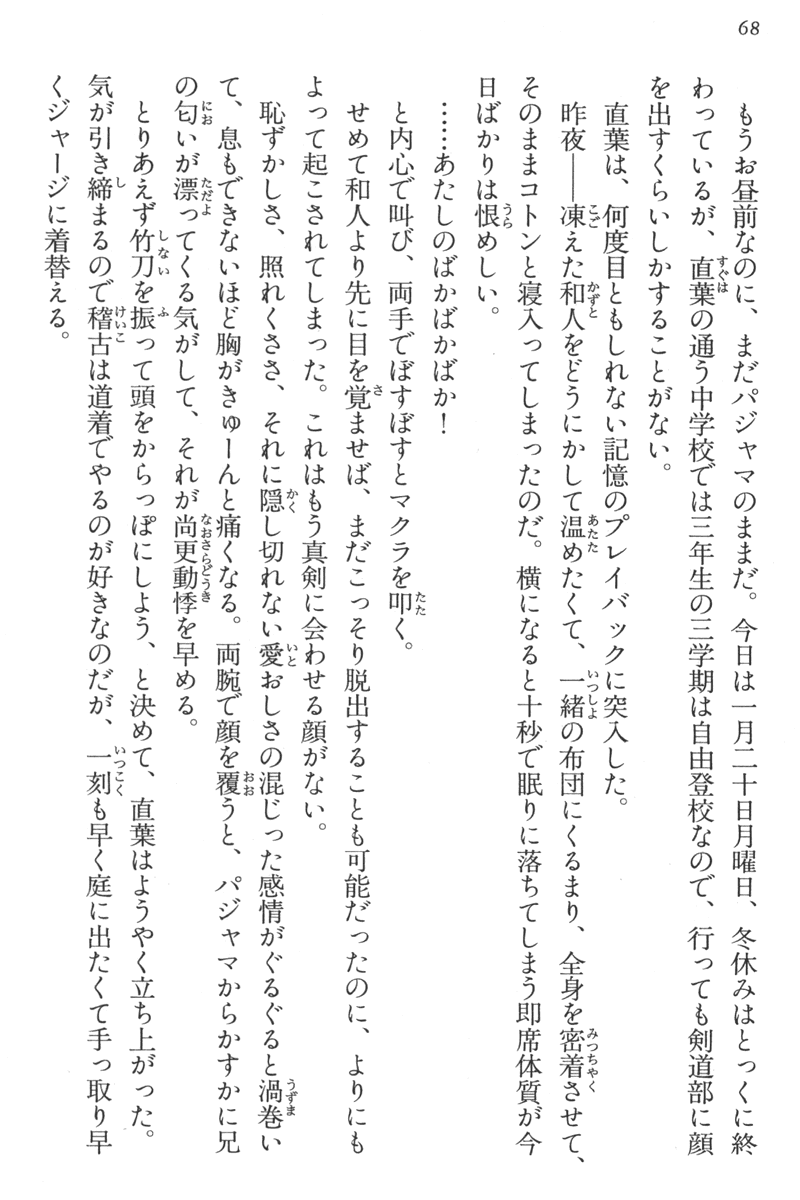 68
もうお昼前なのに、まだパジャマのままだ。今日は一月二十日月曜日、冬休みはとっくに終
わっているが、直葉の通う中学校では三年生の三学期は自由登校なので、行っても剣道部に顔
を出すくらいしかすることがない。
直葉は、何度目ともしれない記憶のプレイバックに突入した。
昨夜――凍えた和人をどうにかして温めたくて、一緒の布団にくるまり、全身を密着させて、
そのままコトンと寝入ってしまったのだ。横になると十秒で眠りに落ちてしまう即席体質が今
日ばかりは恨めしい。
……あたしのばかばかばか！
と内心で叫び、両手でぼすぼすとマクラを叩く。
せめて和人より先に目を覚ませば、まだこっそり脱出することも可能だったのに、よりにも
よって起こされてしまった。これはもう真剣に会わせる顔がない。
恥ずかしさ、照れくささ、それに隠し切れない愛おしさの混じった感情がぐるぐると渦巻い
て、息もできないほど胸がきゅーんと痛くなる。両腕で顔を覆うと、パジャマからかすかに兄
の匂いが漂ってくる気がして、それが尚更動悸を早める。
とりあえず竹刀を振って頭をからっぽにしよう、と決めて、直葉はようやく立ち上がった。
気が引き締まるので稽古は道着でやるのが好きなのだが、一刻も早く庭に出たくて手っ取り早
くジャージに着替える。